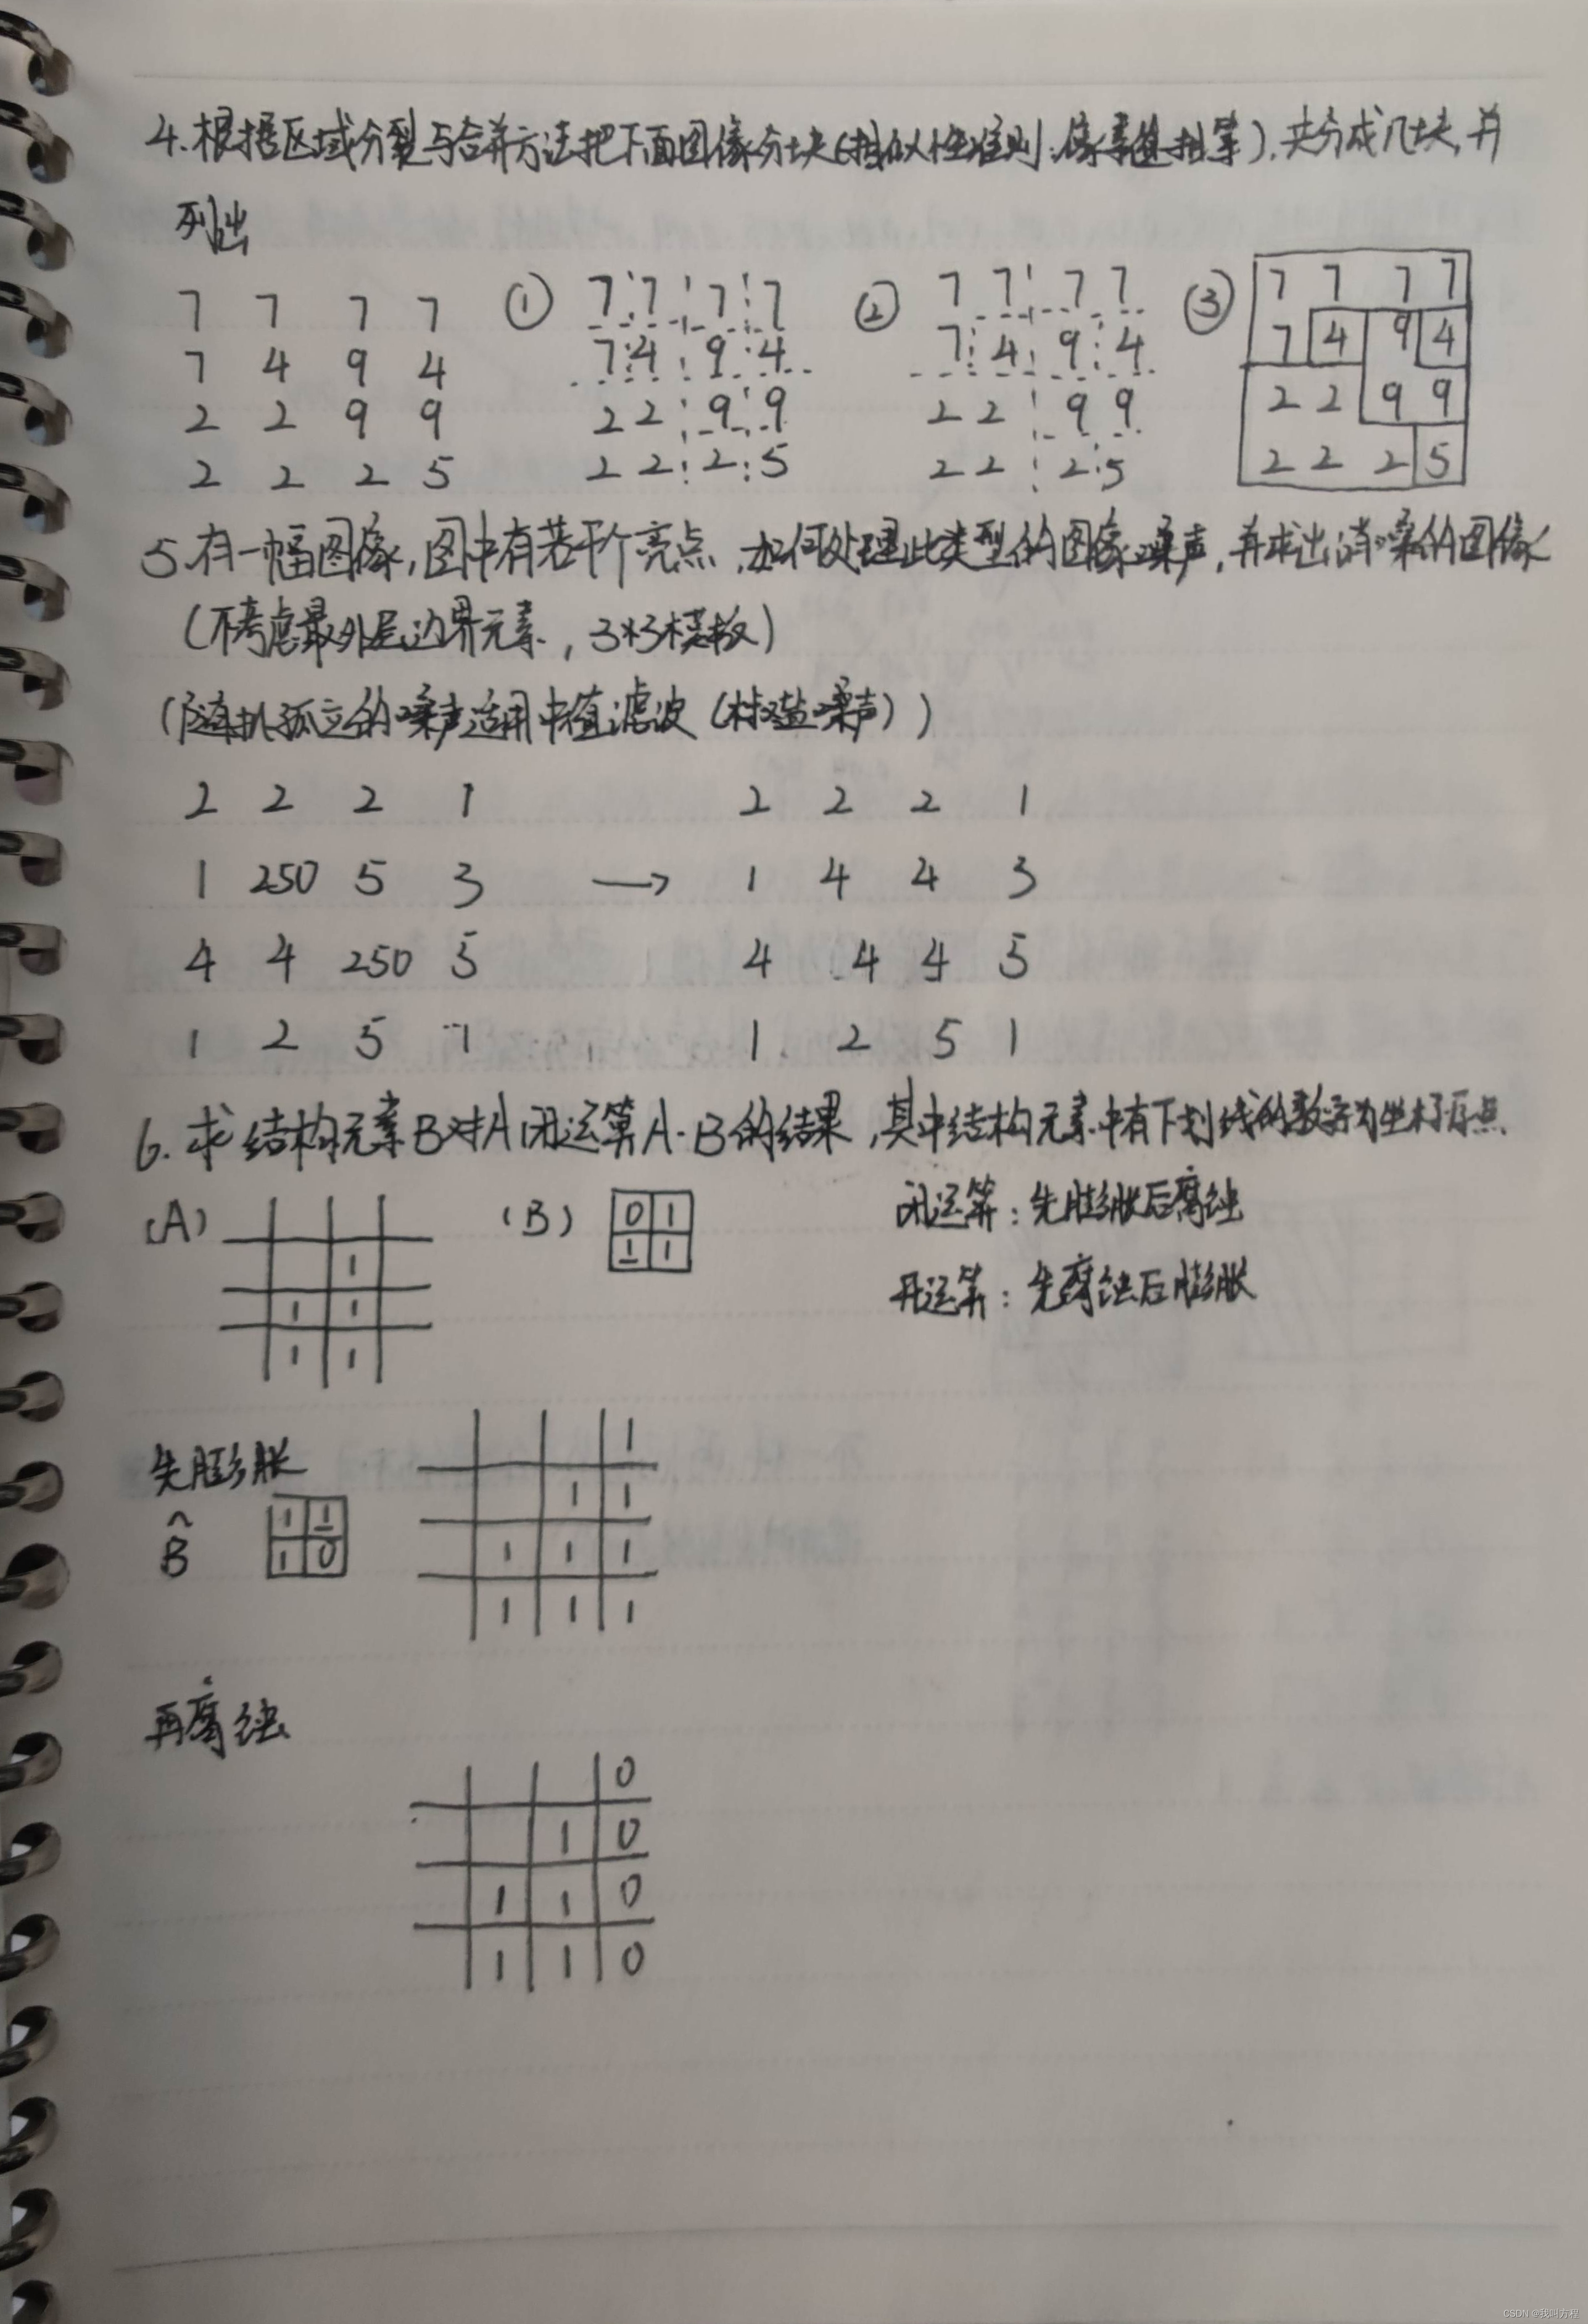 4.根据区域分裂与合并方法把下面图像分块(相似性准则:像素值相等).共分成几块,并
列出
7 7 7 7 ① 7 7 7 7 ② 7 7 7 7 ③ 7 7 7 7
7 4 9 4 7 4 9 4 7 4 9 4 7 4 9 4
2 2 9 9 2 2 9 9 2 2 9 9 2 2 9 9
2 2 2 5 2 2 2 5 2 2 2 5 2 2 2 5
5.有一幅图像,图中有若干个亮点,如何处理此类型的图像噪声,并求出消噪的图像
(不考虑最外层边界元素,3*3模板)
(随机孤立的噪声适用中值滤波(椒盐噪声))
2 2 2 1 2 2 2 1
1 250 5 3 → 1 4 4 3
4 4 250 5 4 4 4 5
1 2 5 1 1 2 5 1
6.求结构元素B对A闭运算A·B的结果,其中结构元素中有下划线的数字为坐标原点.
(A) (B) 0 1 闭运算:先膨胀后腐蚀
1 1 1
1 1 开运算:先腐蚀后膨胀
1 1
1
先膨胀 1 1
B̂ 1 1 1 1 1
1 0
1 1 1
再腐蚀
0
1 0
1 1 0
1 1 0
CSDN @我叫方程